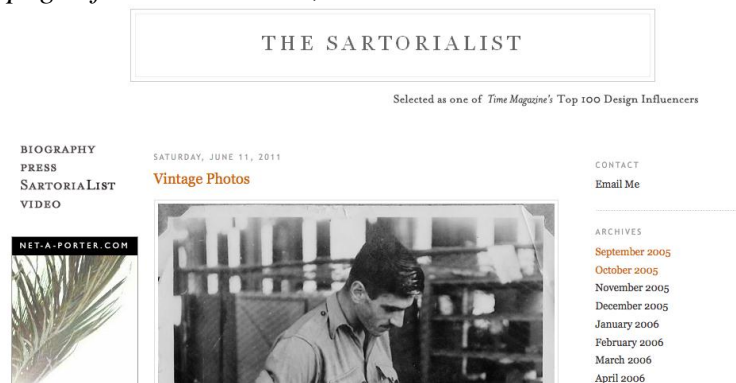 THE SARTORIALIST
Selected as one of Time Magazine's Top 100 Design Influencers
BIOGRAPHY
PRESS
SARTORIALIST
VIDEO
NET-A-PORTER.COM
SATURDAY, JUNE 11, 2011
Vintage Photos
CONTACT
Email Me
ARCHIVES
September 2005
October 2005
November 2005
December 2005
January 2006
February 2006
March 2006
April 2006